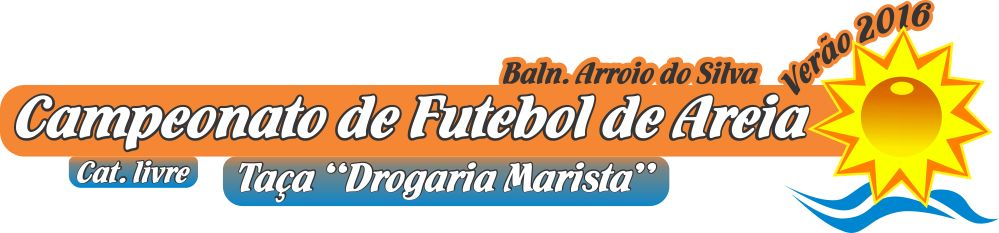 Verão 2016
Baln. Arroio do Silva
Campeonato de Futebol de Areia
Cat. livre
Taça “Drogaria Marista”